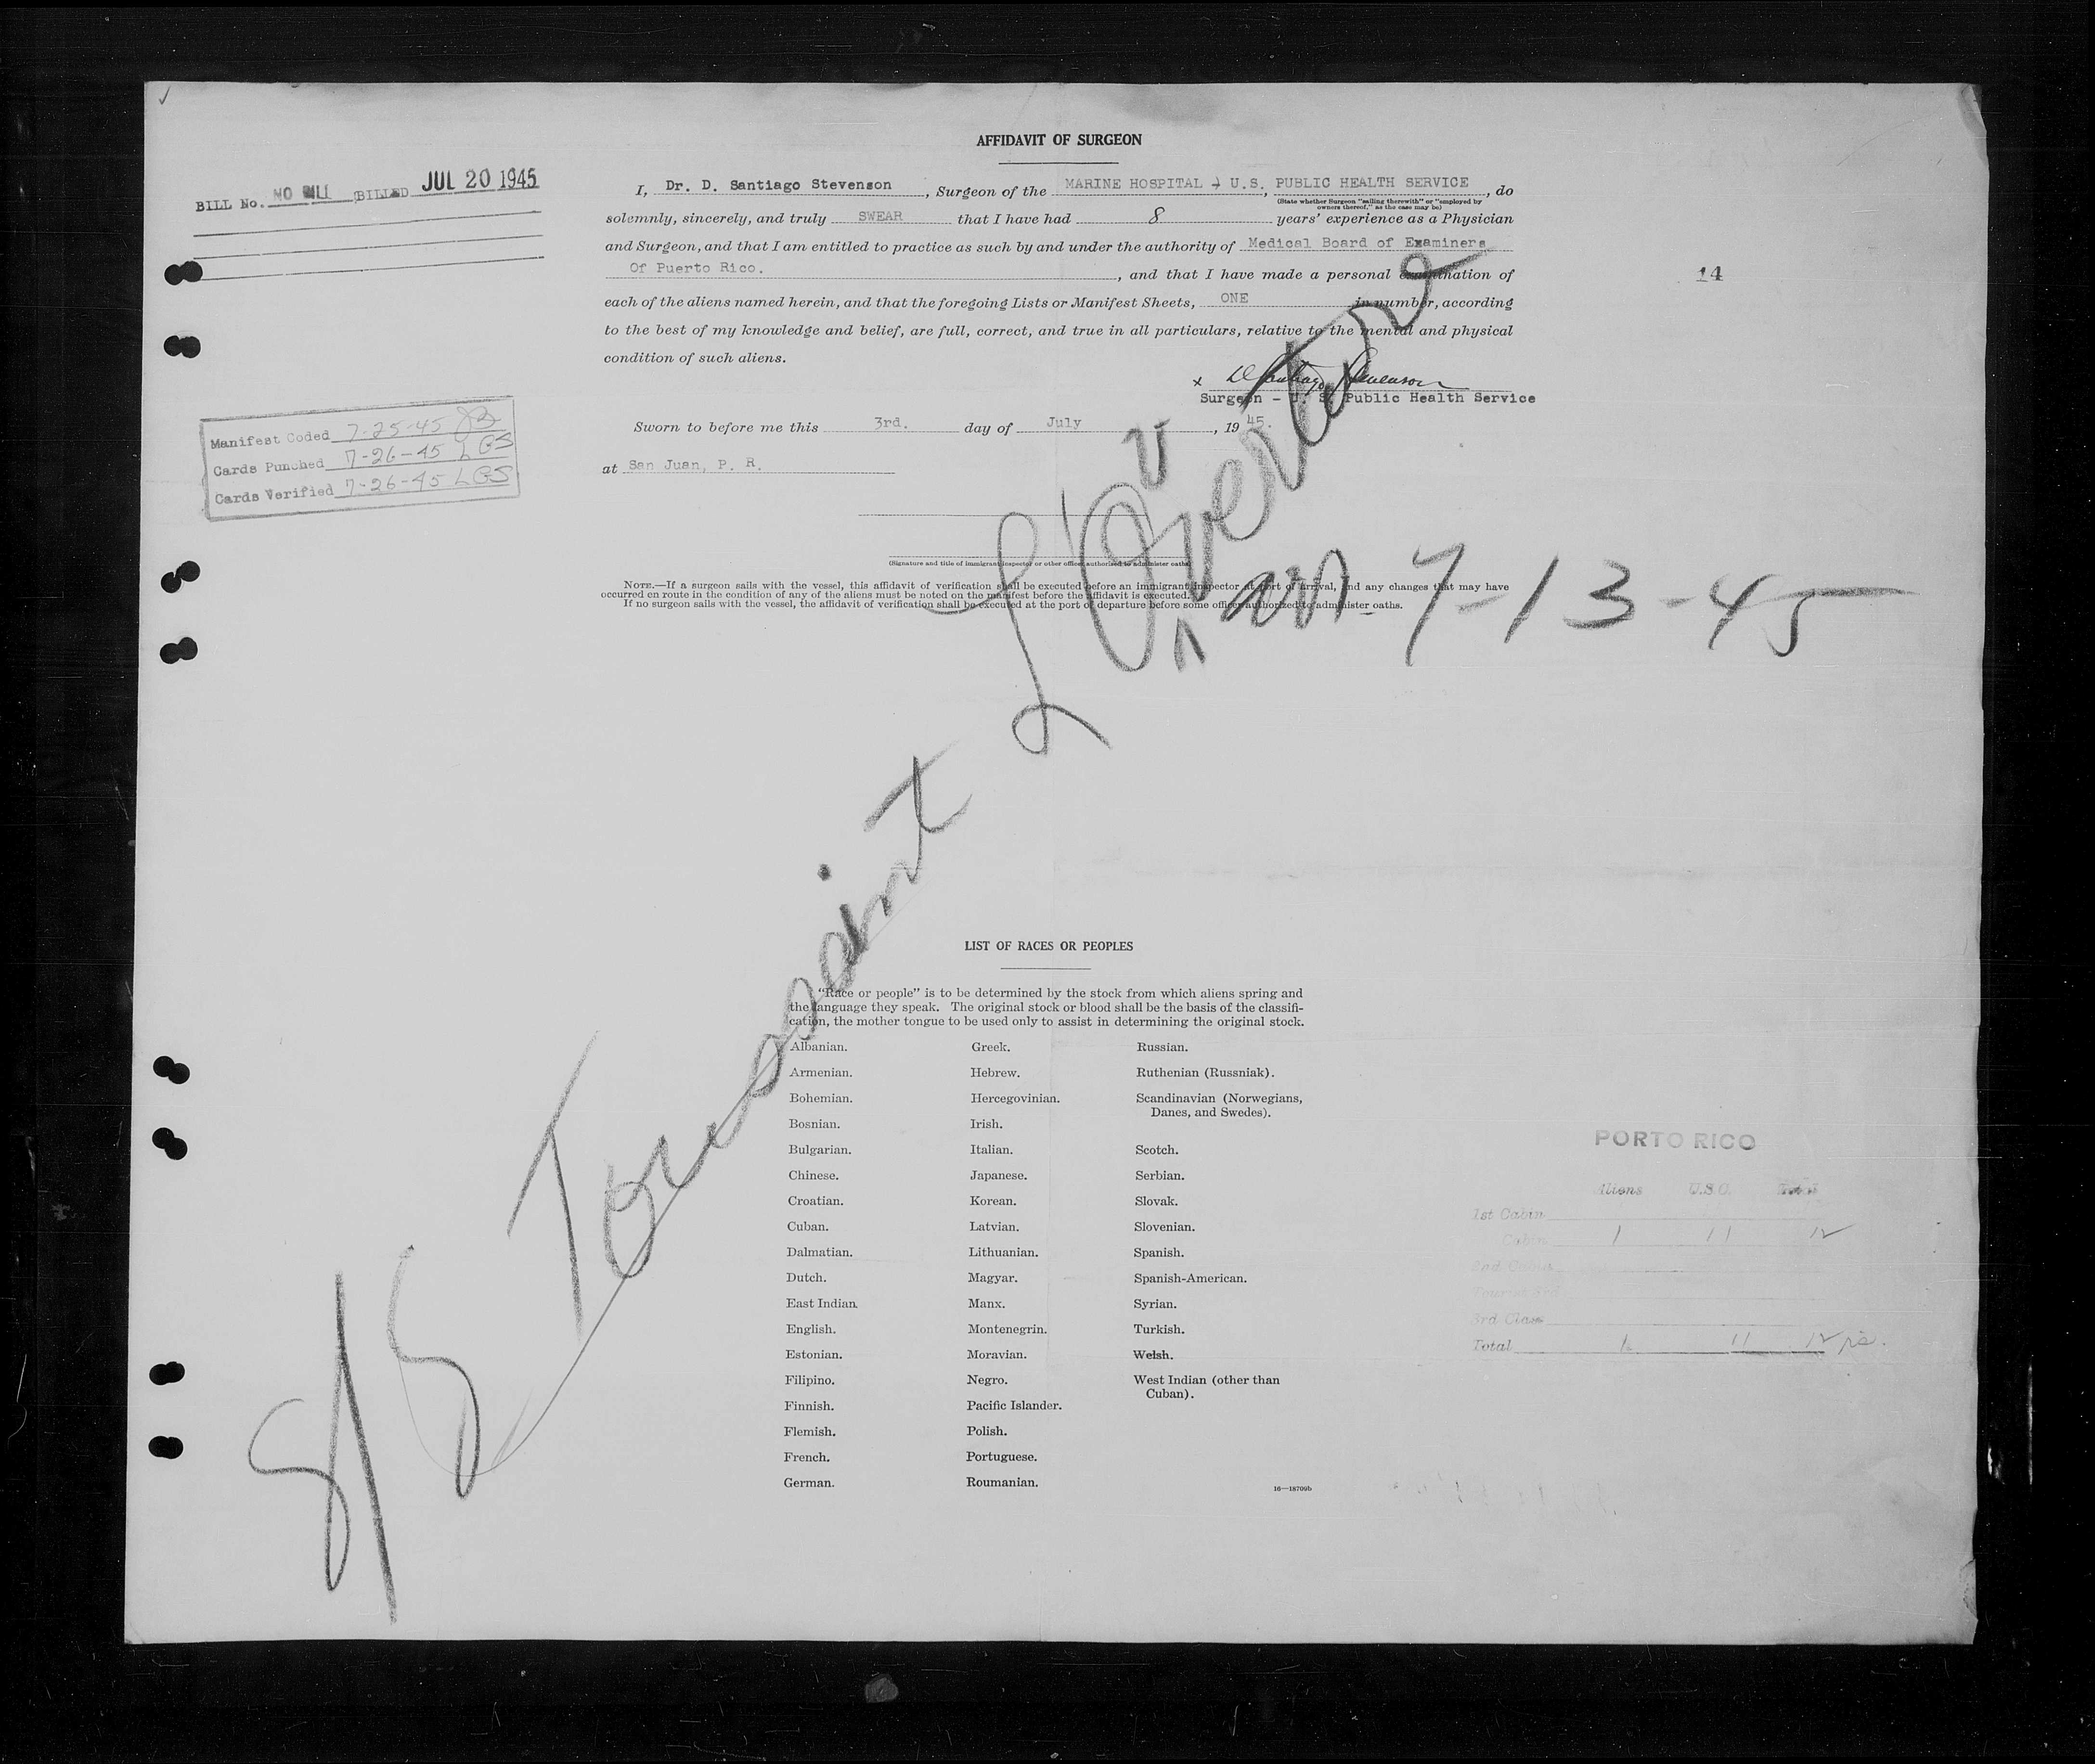 AFFIDAVIT OF SURGEON
BILL No. NO BILL BILLED JUL 20 1945
I, Dr. D. Santiago Stevenson, Surgeon of the MARINE HOSPITAL U.S. PUBLIC HEALTH SERVICE, do
(State whether Surgeon "sailing therewith" or "employed by
owners thereof," as the case may be)
solemnly, sincerely, and truly SWEAR that I have had 8 years' experience as a Physician
and Surgeon, and that I am entitled to practice as such by and under the authority of Medical Board of Examiners
Of Puerto Rico., and that I have made a personal examination of
14
each of the aliens named herein, and that the foregoing Lists or Manifest Sheets, ONE in number, according
to the best of my knowledge and belief, are full, correct, and true in all particulars, relative to the mental and physical
condition of such aliens.
x D Santiago Stevenson
Surgeon - U. S. Public Health Service
Sworn to before me this 3rd. day of July, 1945.
at San Juan, P. R.
Manifest Coded 7-25-45 JB
Cards Punched 7-26-45 LGS
Cards Verified 7-26-45 LGS
(Signature and title of immigrant inspector or other officer authorized to administer oaths)
NOTE.—If a surgeon sails with the vessel, this affidavit of verification shall be executed before an immigrant inspector at port of arrival, and any changes that may have
occurred en route in the condition of any of the aliens must be noted on the manifest before the affidavit is executed.
If no surgeon sails with the vessel, the affidavit of verification shall be executed at the port of departure before some officer authorized to administer oaths.
S/S Toussaint L'Overture
u
arr. 7-13-45
LIST OF RACES OR PEOPLES
"Race or people" is to be determined by the stock from which aliens spring and
the language they speak. The original stock or blood shall be the basis of the classifi-
cation, the mother tongue to be used only to assist in determining the original stock.
Albanian.
Armenian.
Bohemian.
Bosnian.
Bulgarian.
Chinese.
Croatian.
Cuban.
Dalmatian.
Dutch.
East Indian.
English.
Estonian.
Filipino.
Finnish.
Flemish.
French.
German.
Greek.
Hebrew.
Hercegovinian.
Irish.
Italian.
Japanese.
Korean.
Latvian.
Lithuanian.
Magyar.
Manx.
Montenegrin.
Moravian.
Negro.
Pacific Islander.
Polish.
Portuguese.
Roumanian.
Russian.
Ruthenian (Russniak).
Scandinavian (Norwegians,
Danes, and Swedes).
Scotch.
Serbian.
Slovak.
Slovenian.
Spanish.
Spanish-American.
Syrian.
Turkish.
Welsh.
West Indian (other than
Cuban).
16—18709b
PORTO RICO
Aliens U.S.C. Total
1st Cabin
Cabin 1 11 12
2nd Cabin
Tourist
3rd Class
Total 1 11 12